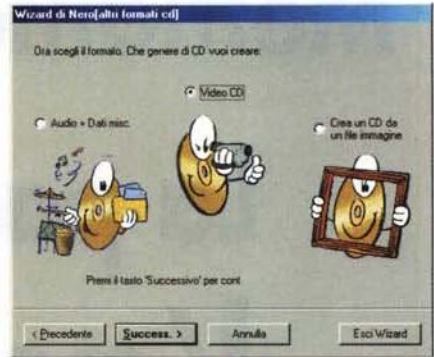 Wizard di Nero[altri formati cd]
Ora scegli il formato. Che genere di CD vuoi creare:
Video CD
Audio + Dati misc.
Crea un CD da
un file immagine
Premi il tasto 'Successivo' per cont
< Precedente
Success. >
Annulla
Esci Wizard